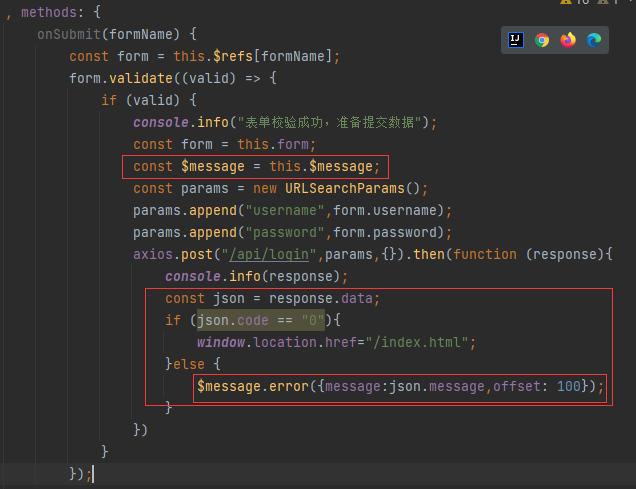 , methods: {
onSubmit(formName) {
const form = this.$refs[formName];
form.validate((valid) => {
if (valid) {
console.info("表单校验成功，准备提交数据");
const form = this.form;
const $message = this.$message;
const params = new URLSearchParams();
params.append("username",form.username);
params.append("password",form.password);
axios.post("/api/login",params,{}).then(function (response){
console.info(response);
const json = response.data;
if (json.code == "0"){
window.location.href="/index.html";
}else {
$message.error({message:json.message,offset: 100});
}
})
}
});